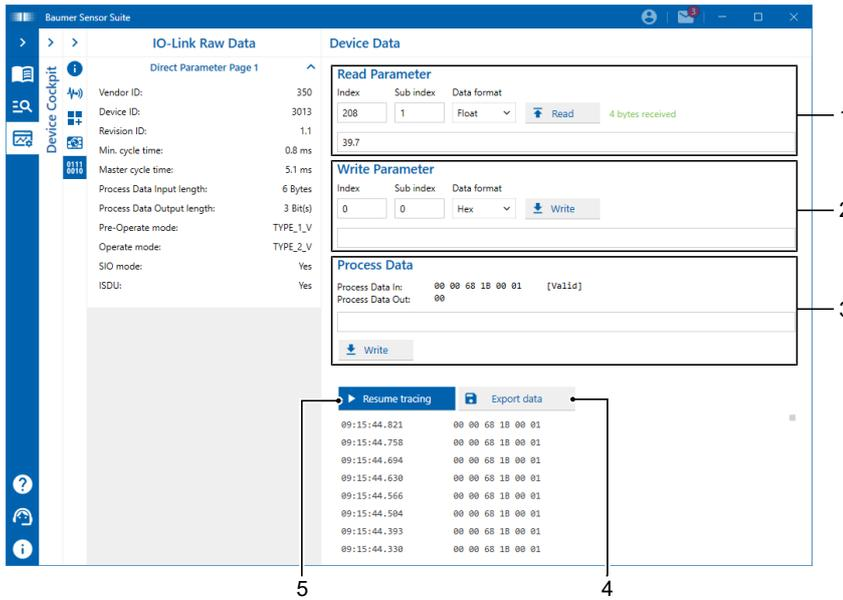 Baumer Sensor Suite
3
Device Cockpit
0111
0010
IO-Link Raw Data
Direct Parameter Page 1
Vendor ID: 350
Device ID: 3013
Revision ID: 1.1
Min. cycle time: 0.8 ms
Master cycle time: 5.1 ms
Process Data Input length: 6 Bytes
Process Data Output length: 3 Bit(s)
Pre-Operate mode: TYPE_1_V
Operate mode: TYPE_2_V
SIO mode: Yes
ISDU: Yes
Device Data
Read Parameter
Index Sub index Data format
208 1 Float Read 4 bytes received
39.7
1
Write Parameter
Index Sub index Data format
0 0 Hex Write
2
Process Data
Process Data In: 00 00 68 1B 00 01 [Valid]
Process Data Out: 00
3
Write
Resume tracing Export data
09:15:44.821 00 00 68 1B 00 01
09:15:44.758 00 00 68 1B 00 01
09:15:44.694 00 00 68 1B 00 01
09:15:44.630 00 00 68 1B 00 01
09:15:44.566 00 00 68 1B 00 01
09:15:44.504 00 00 68 1B 00 01
09:15:44.393 00 00 68 1B 00 01
09:15:44.330 00 00 68 1B 00 01
5 4